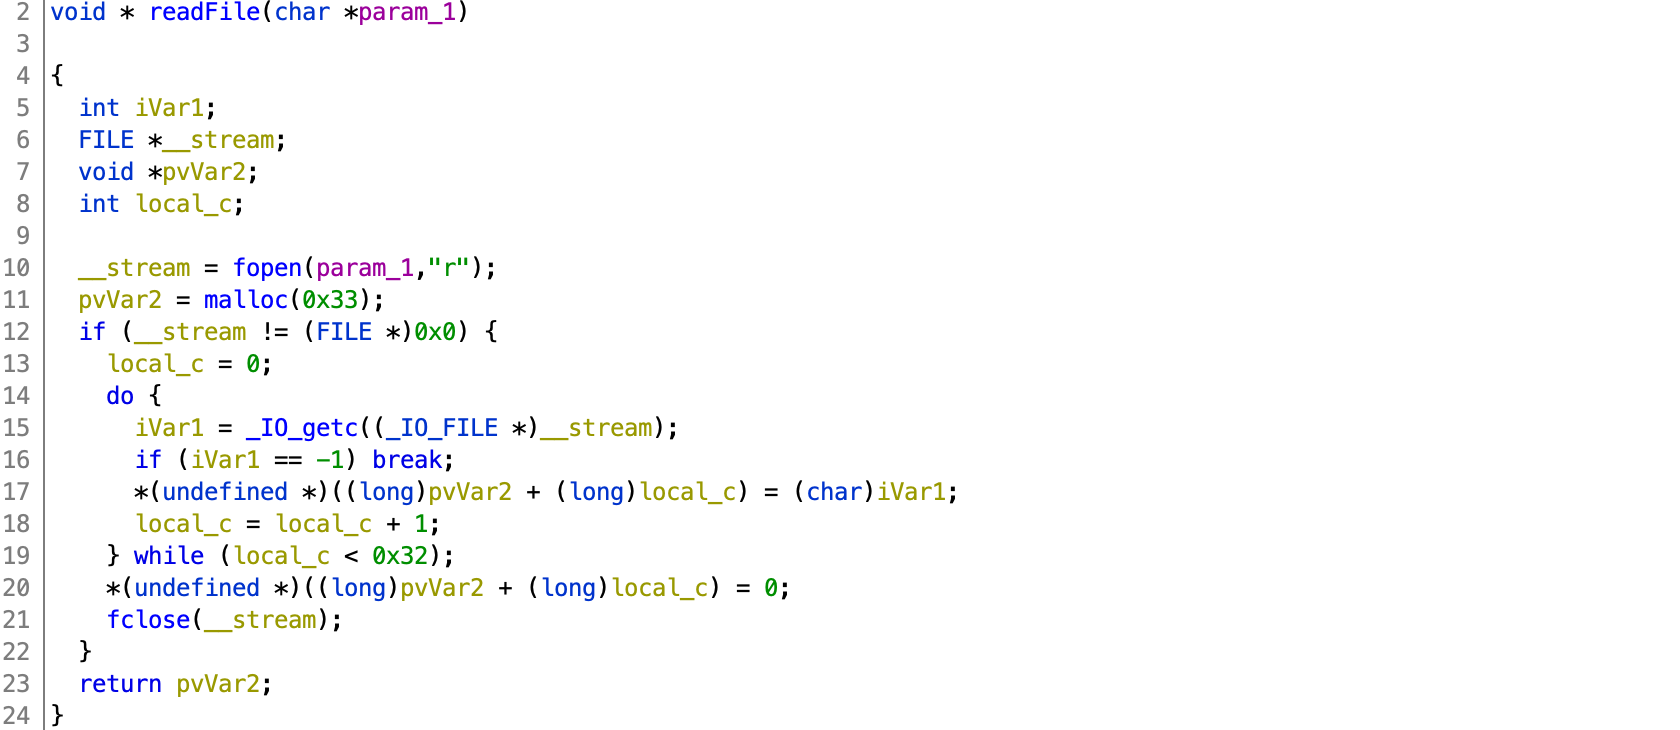 2 void * readFile(char *param_1)
3
4 {
5   int iVar1;
6   FILE *__stream;
7   void *pvVar2;
8   int local_c;
9
10   __stream = fopen(param_1,"r");
11   pvVar2 = malloc(0x33);
12   if (__stream != (FILE *)0x0) {
13     local_c = 0;
14     do {
15       iVar1 = _IO_getc((_IO_FILE *)__stream);
16       if (iVar1 == -1) break;
17       *(undefined *)((long)pvVar2 + (long)local_c) = (char)iVar1;
18       local_c = local_c + 1;
19     } while (local_c < 0x32);
20     *(undefined *)((long)pvVar2 + (long)local_c) = 0;
21     fclose(__stream);
22   }
23   return pvVar2;
24 }